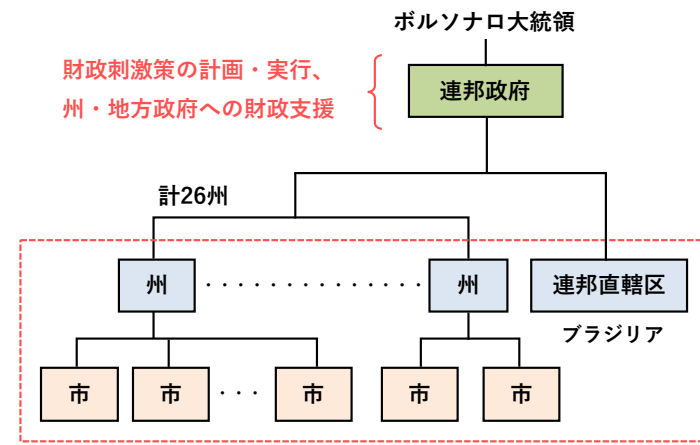 ボルソナロ大統領
財政刺激策の計画・実行、
州・地方政府への財政支援
連邦政府
計26州
州
州
連邦直轄区
ブラジリア
市
市
市
市
市